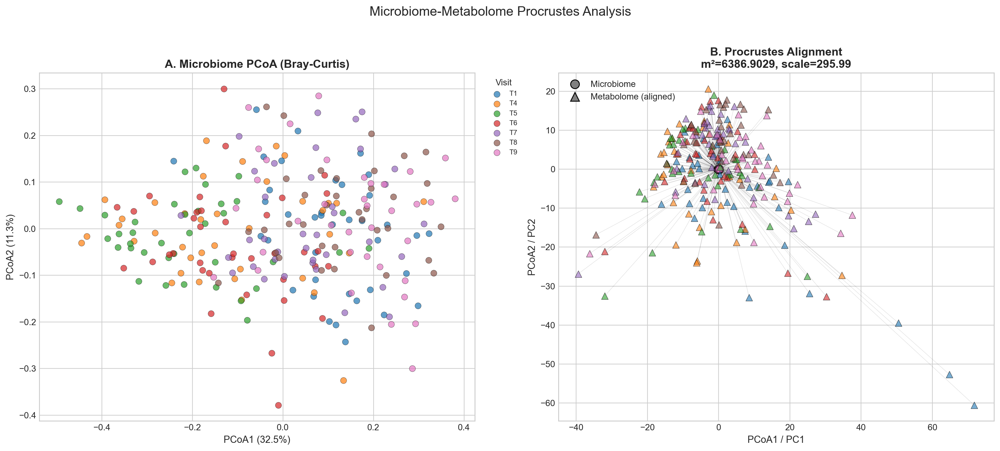 Microbiome-Metabolome Procrustes Analysis
A. Microbiome PCoA (Bray-Curtis)
0.3
0.2
0.1
0.0
−0.1
−0.2
−0.3
−0.4
PCoA2 (11.3%)
−0.4
−0.2
0.0
0.2
0.4
PCoA1 (32.5%)
Visit
T1
T4
T5
T6
T7
T8
T9
B. Procrustes Alignment
m²=6386.9029, scale=295.99
Microbiome
Metabolome (aligned)
20
10
0
−10
−20
−30
−40
−50
−60
PCoA2 / PC2
−40
−20
0
20
40
60
PCoA1 / PC1